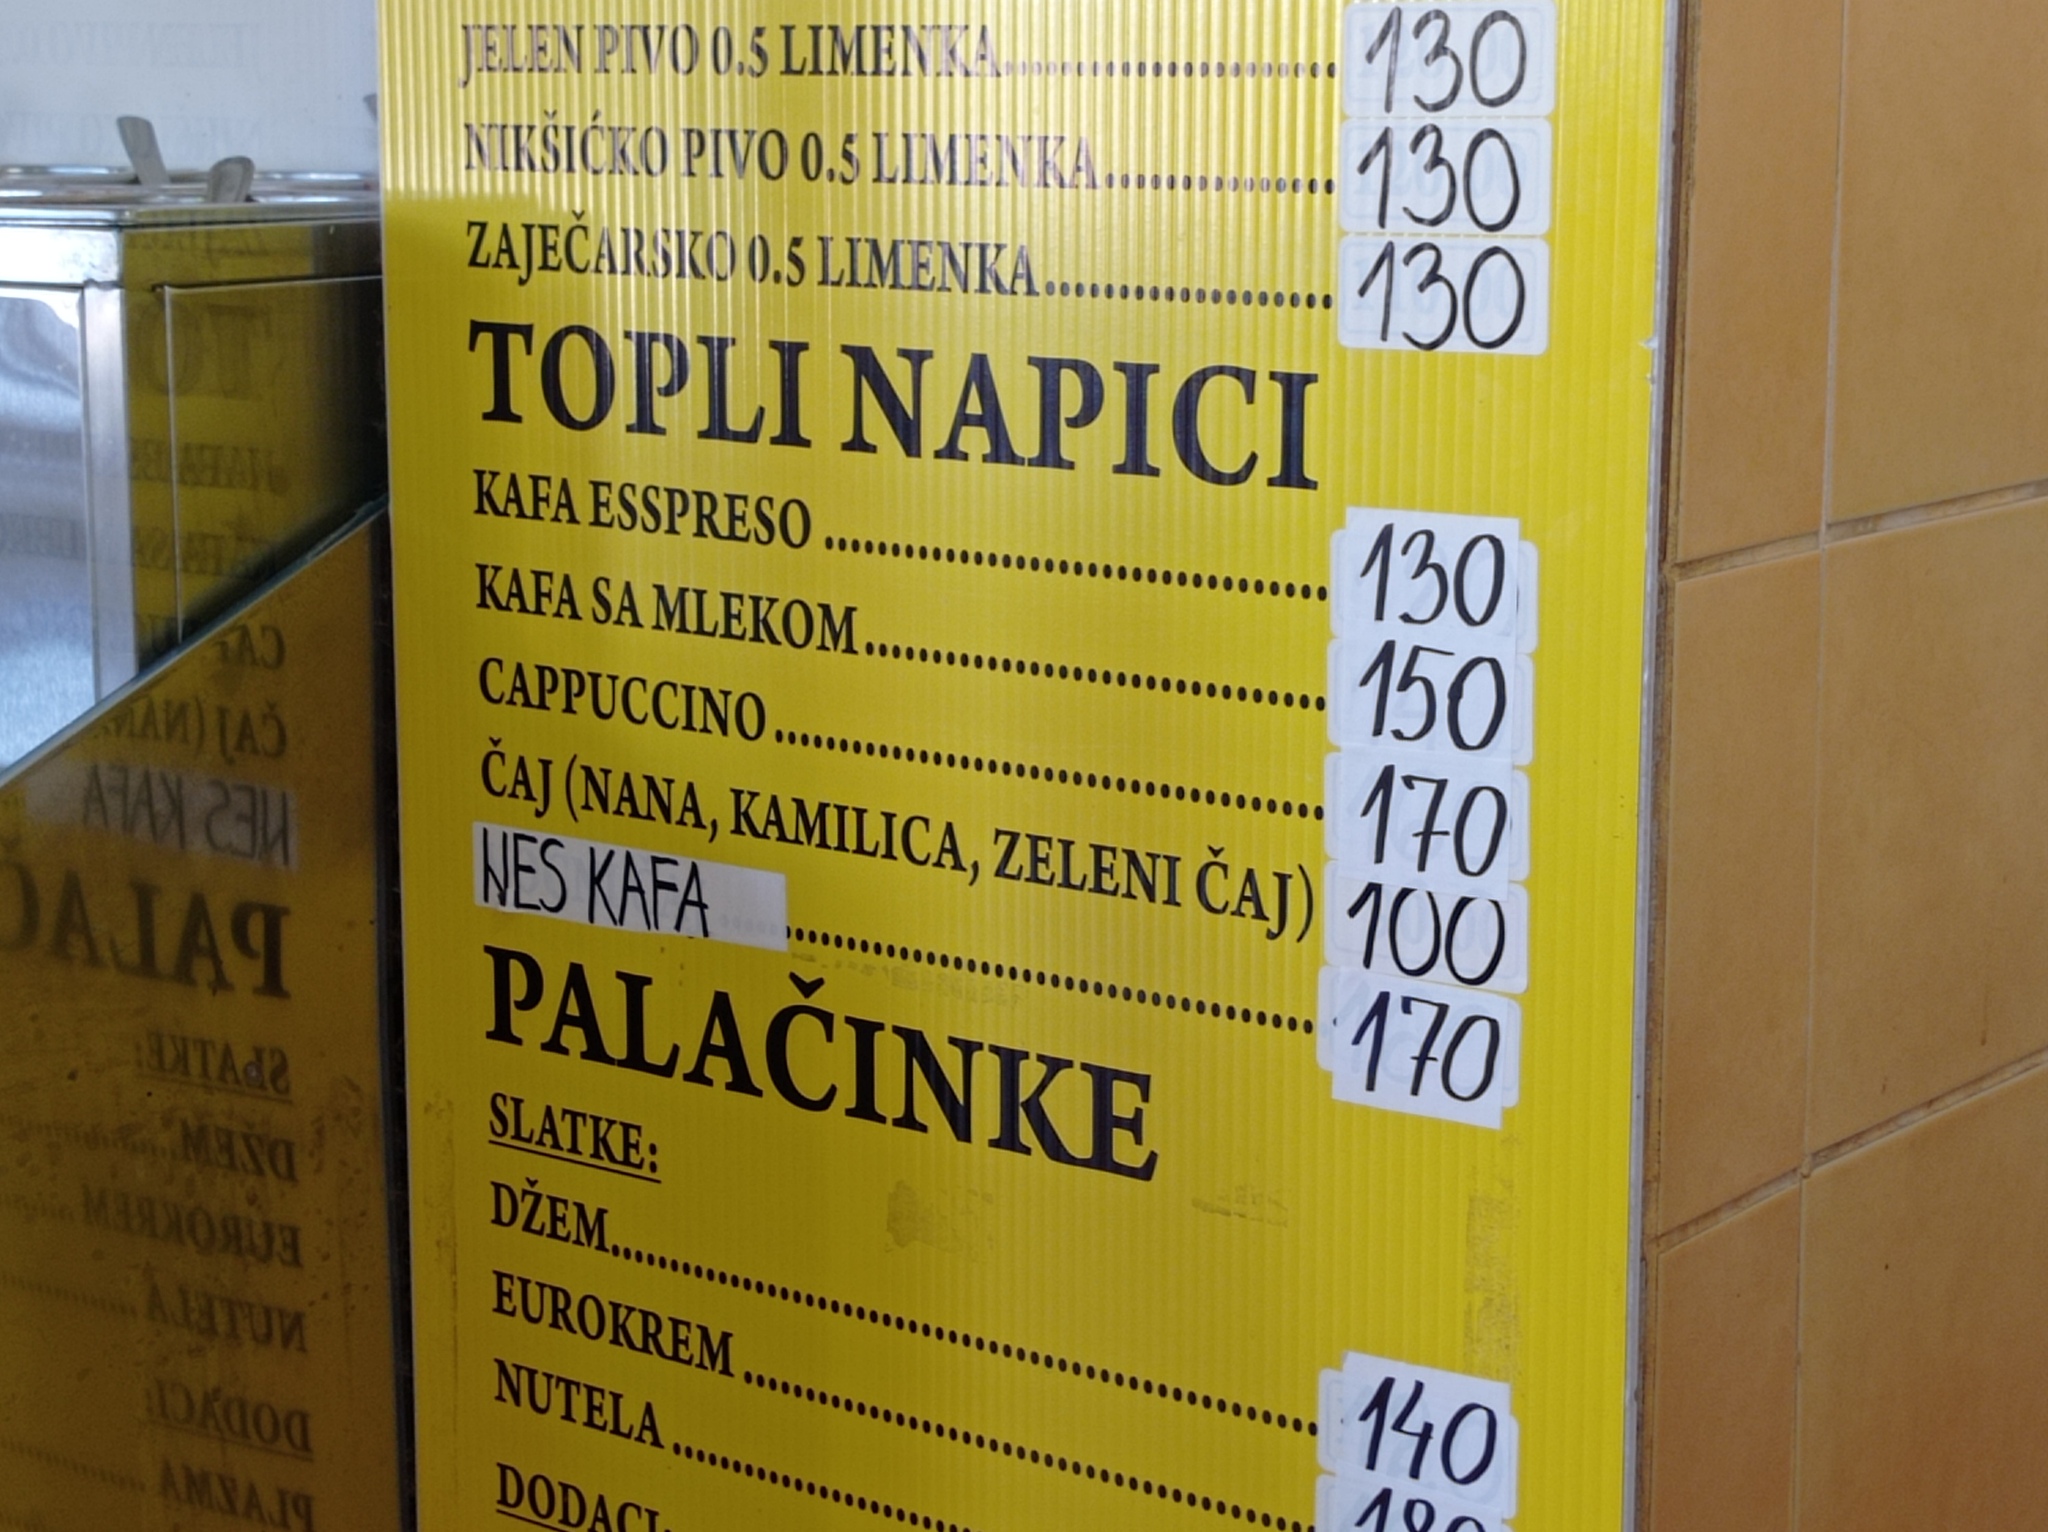 JELEN PIVO 0.5 LIMENKA.......................... 130
NIKŠIĆKO PIVO 0.5 LIMENKA.................. 130
ZAJEČARSKO 0.5 LIMENKA....................... 130
TOPLI NAPICI
KAFA ESSPRESO ....................................... 130
KAFA SA MLEKOM.................................... 150
CAPPUCCINO........................................... 170
ČAJ (NANA, KAMILICA, ZELENI ČAJ) 100
NES KAFA ......................................... 170
PALAČINKE
SLATKE:
DŽEM....................................................... 140
EUROKREM ............................................. 180
NUTELA ..................................................
DODACI: